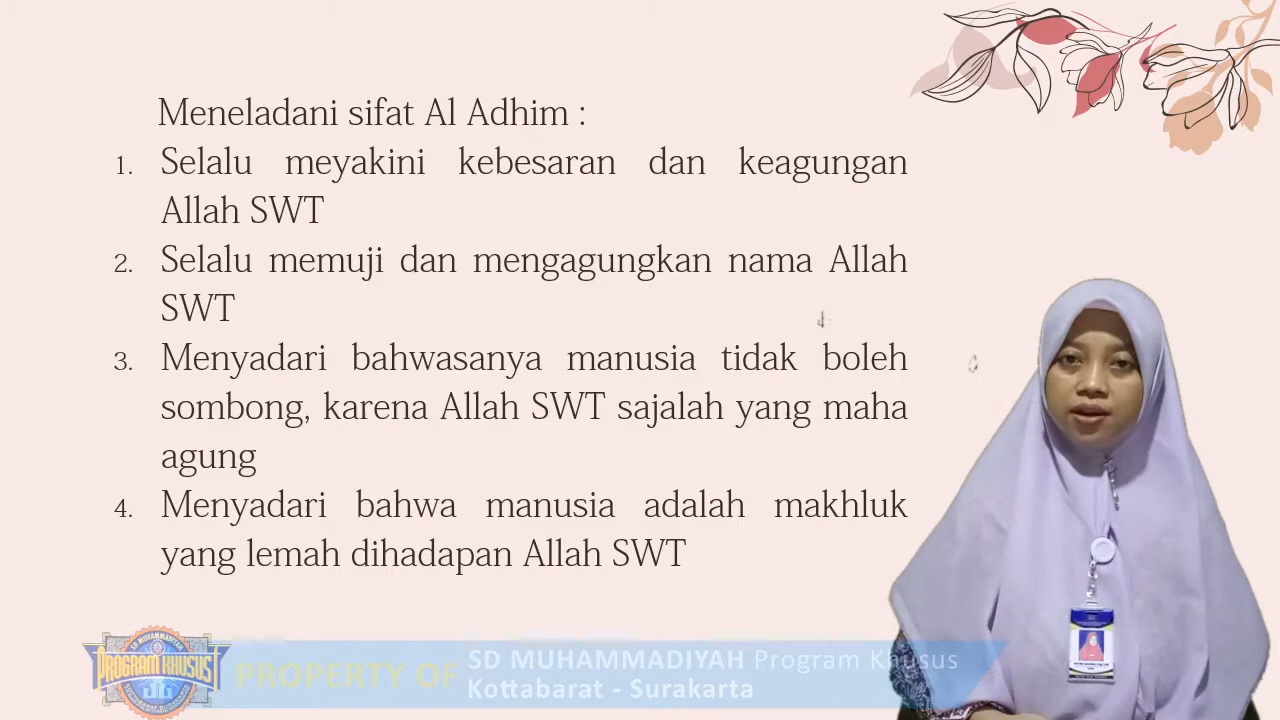 Meneladani sifat Al Adhim :
1. Selalu meyakini kebesaran dan keagungan
Allah SWT
2. Selalu memuji dan mengagungkan nama Allah
SWT
3. Menyadari bahwasanya manusia tidak boleh
sombong, karena Allah SWT sajalah yang maha
agung
4. Menyadari bahwa manusia adalah makhluk
yang lemah dihadapan Allah SWT
SD MUHAMMADIYAH
PROGRAM KHUSUS
PROPERTY OF
SD MUHAMMADIYAH Program Khusus
Kottabarat - Surakarta